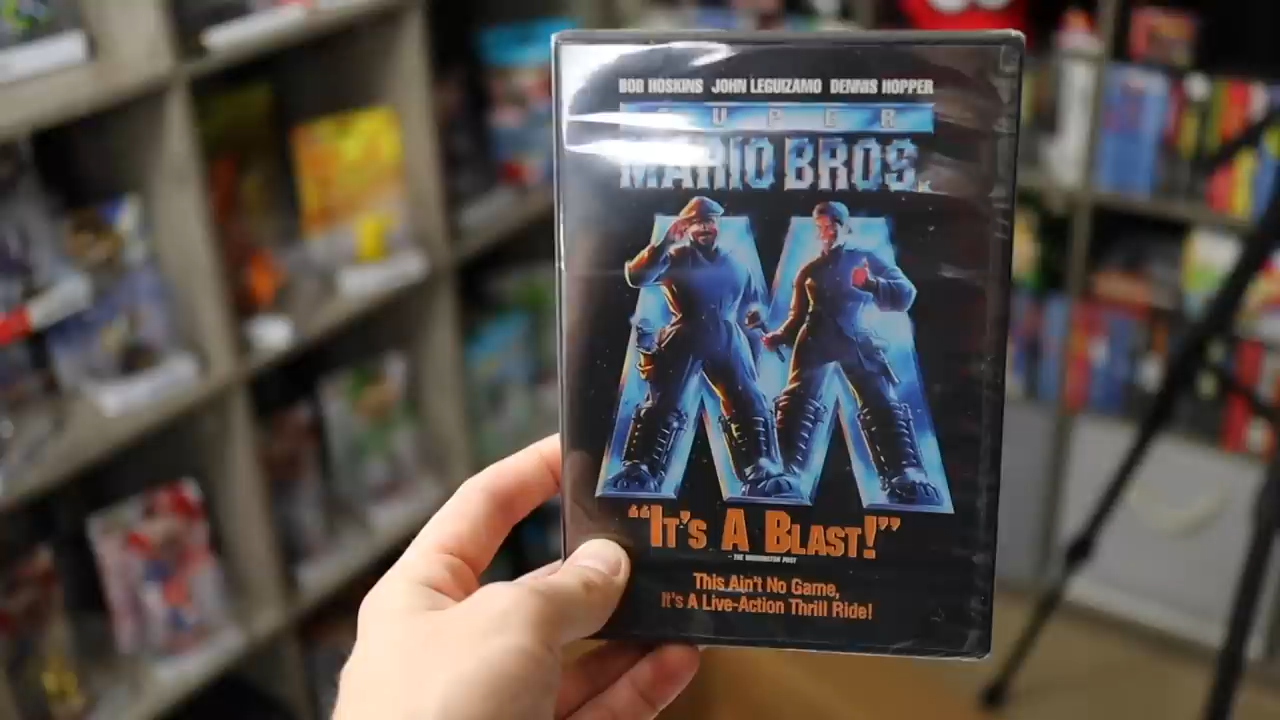 BOB HOSKINS JOHN LEGUIZAMO DENNIS HOPPER
SUPER
MARIO BROS.
"IT'S A BLAST!"
- THE WASHINGTON POST
This Ain't No Game,
It's A Live-Action Thrill Ride!